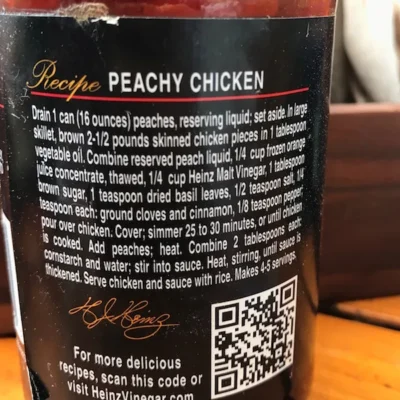 Recipe PEACHY CHICKEN
Drain 1 can (16 ounces) peaches, reserving liquid; set aside. In large
skillet, brown 2-1/2 pounds skinned chicken pieces in 1 tablespoon
vegetable oil. Combine reserved peach liquid, 1/4 cup frozen orange
juice concentrate, thawed, 1/4 cup Heinz Malt Vinegar, 1 tablespoon
brown sugar, 1 teaspoon dried basil leaves, 1/2 teaspoon salt, 1/4
teaspoon each: ground cloves and cinnamon, 1/8 teaspoon pepper;
pour over chicken. Cover; simmer 25 to 30 minutes, or until chicken
is cooked. Add peaches; heat. Combine 2 tablespoons each,
cornstarch and water; stir into sauce. Heat, stirring, until sauce is
thickened. Serve chicken and sauce with rice. Makes 4-5 servings.
H J Heinz
For more delicious
recipes, scan this code or
visit HeinzVinegar.com